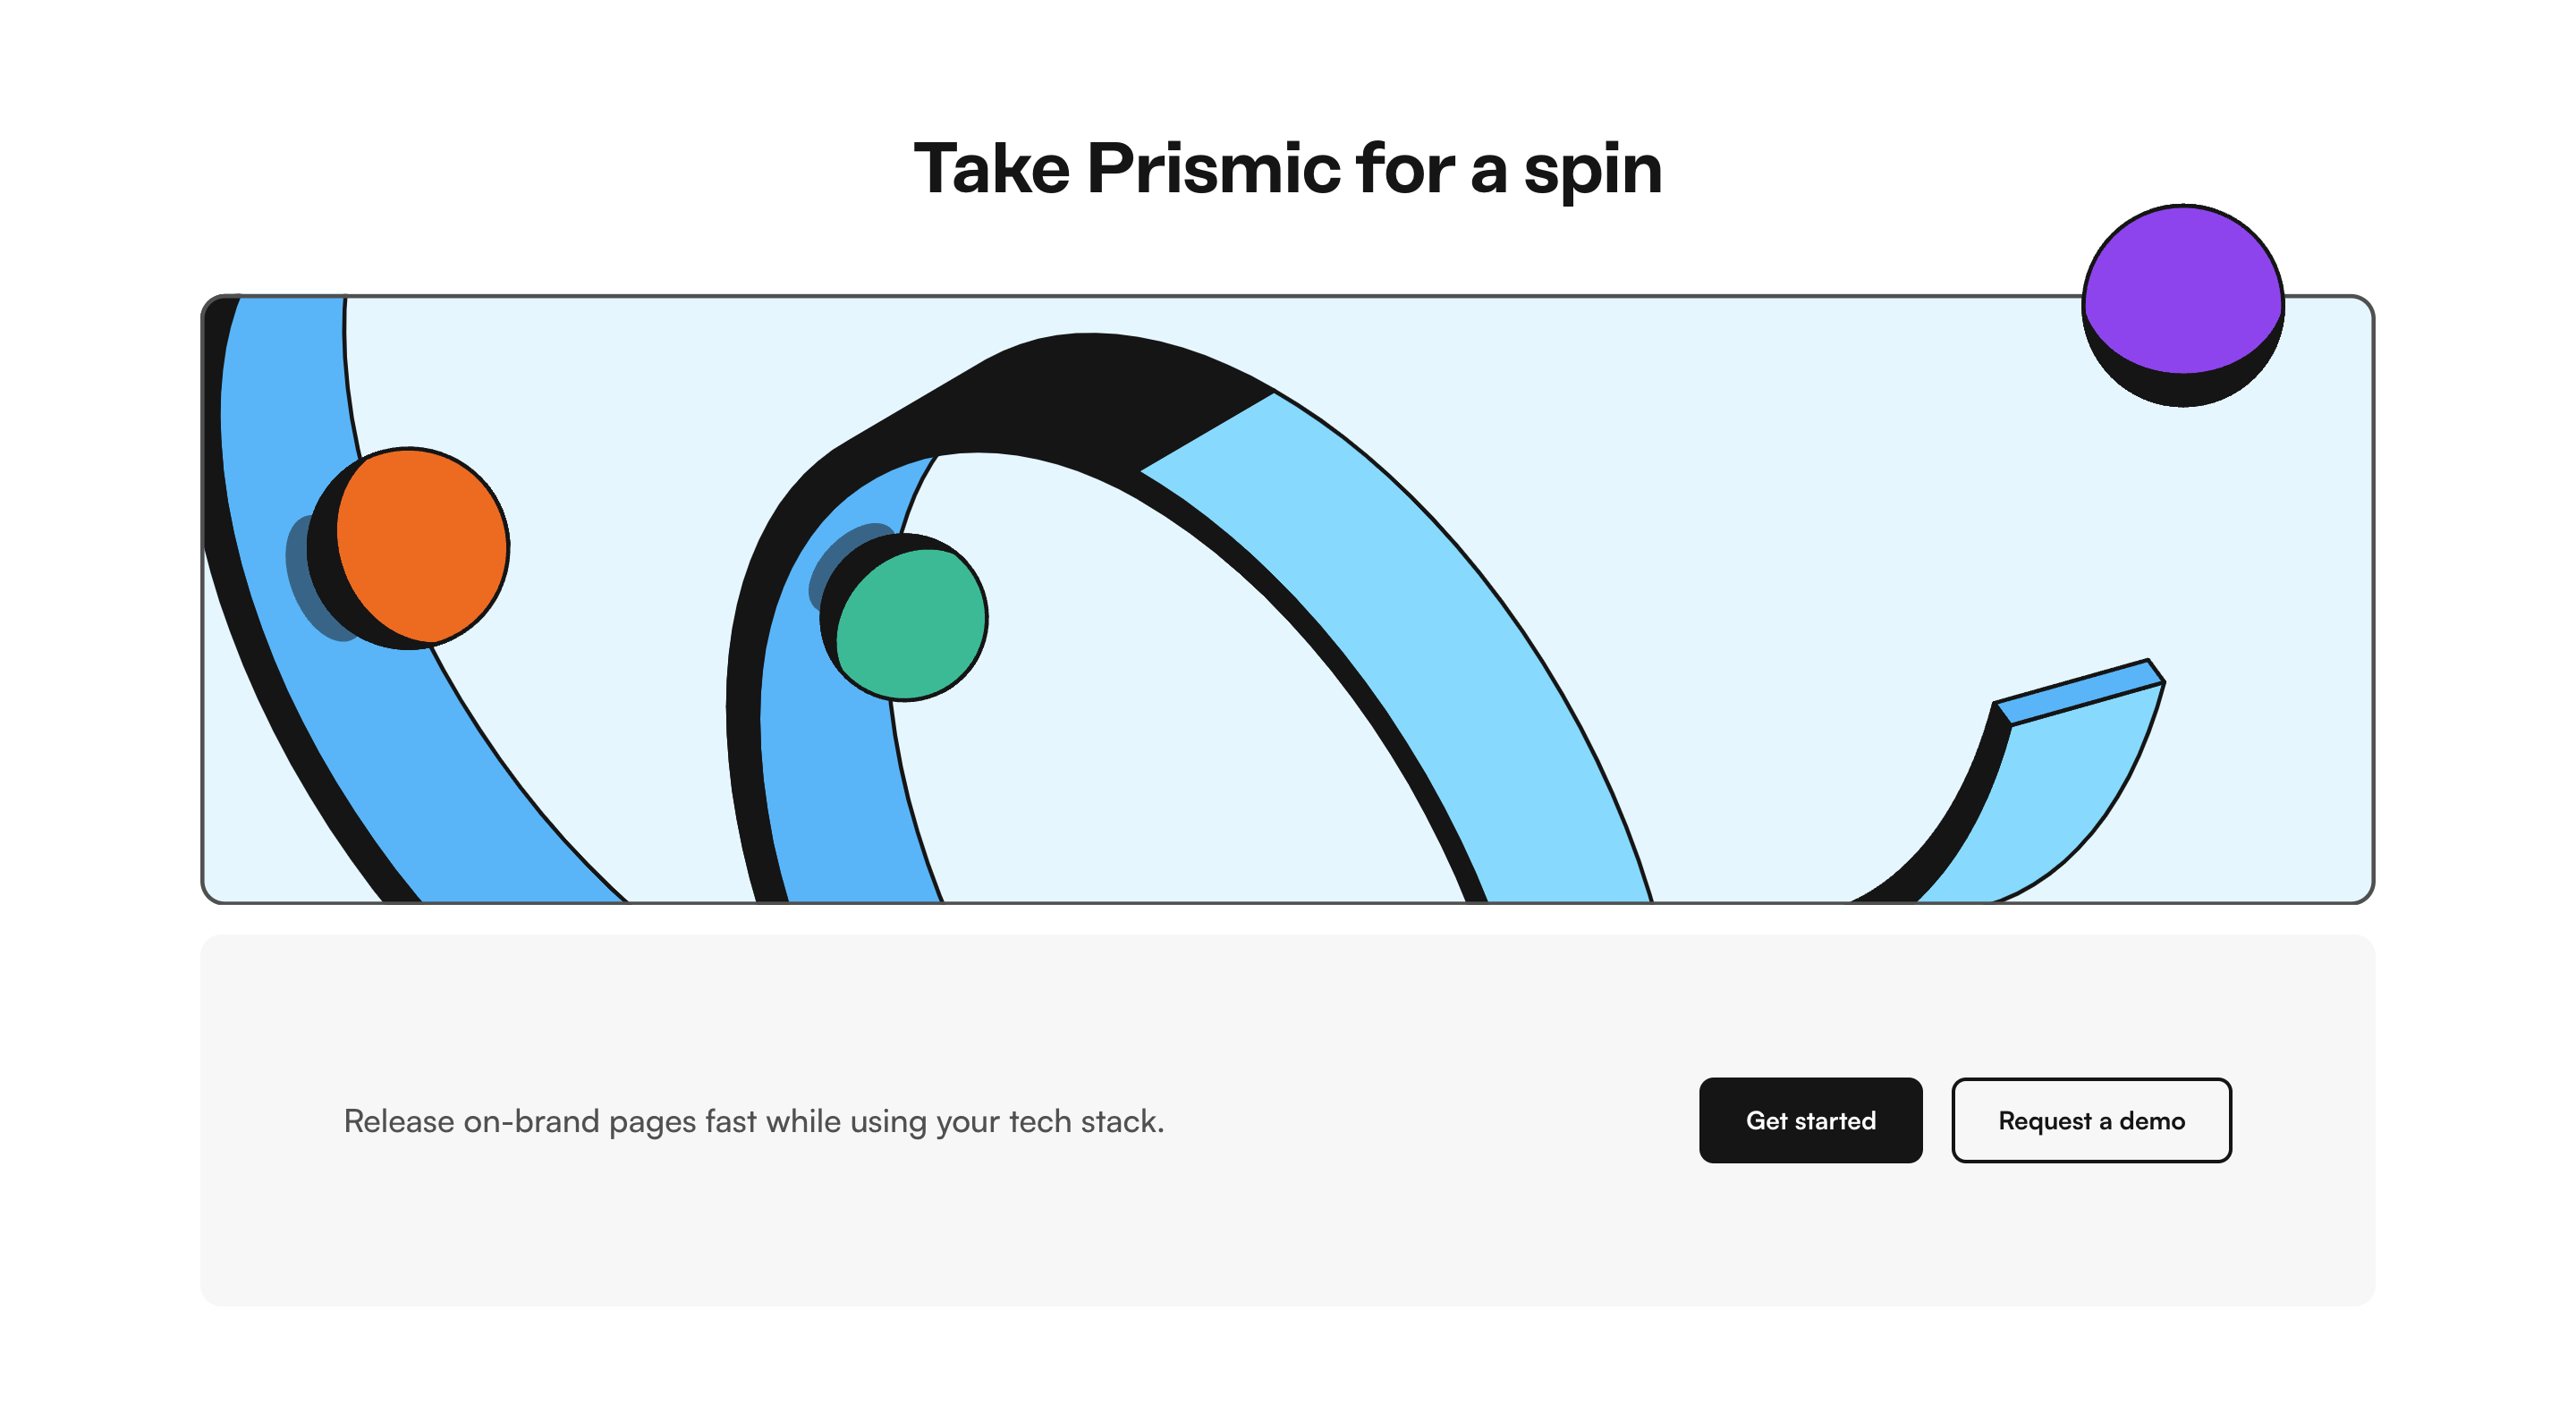 Take Prismic for a spin
Release on-brand pages fast while using your tech stack.
Get started
Request a demo